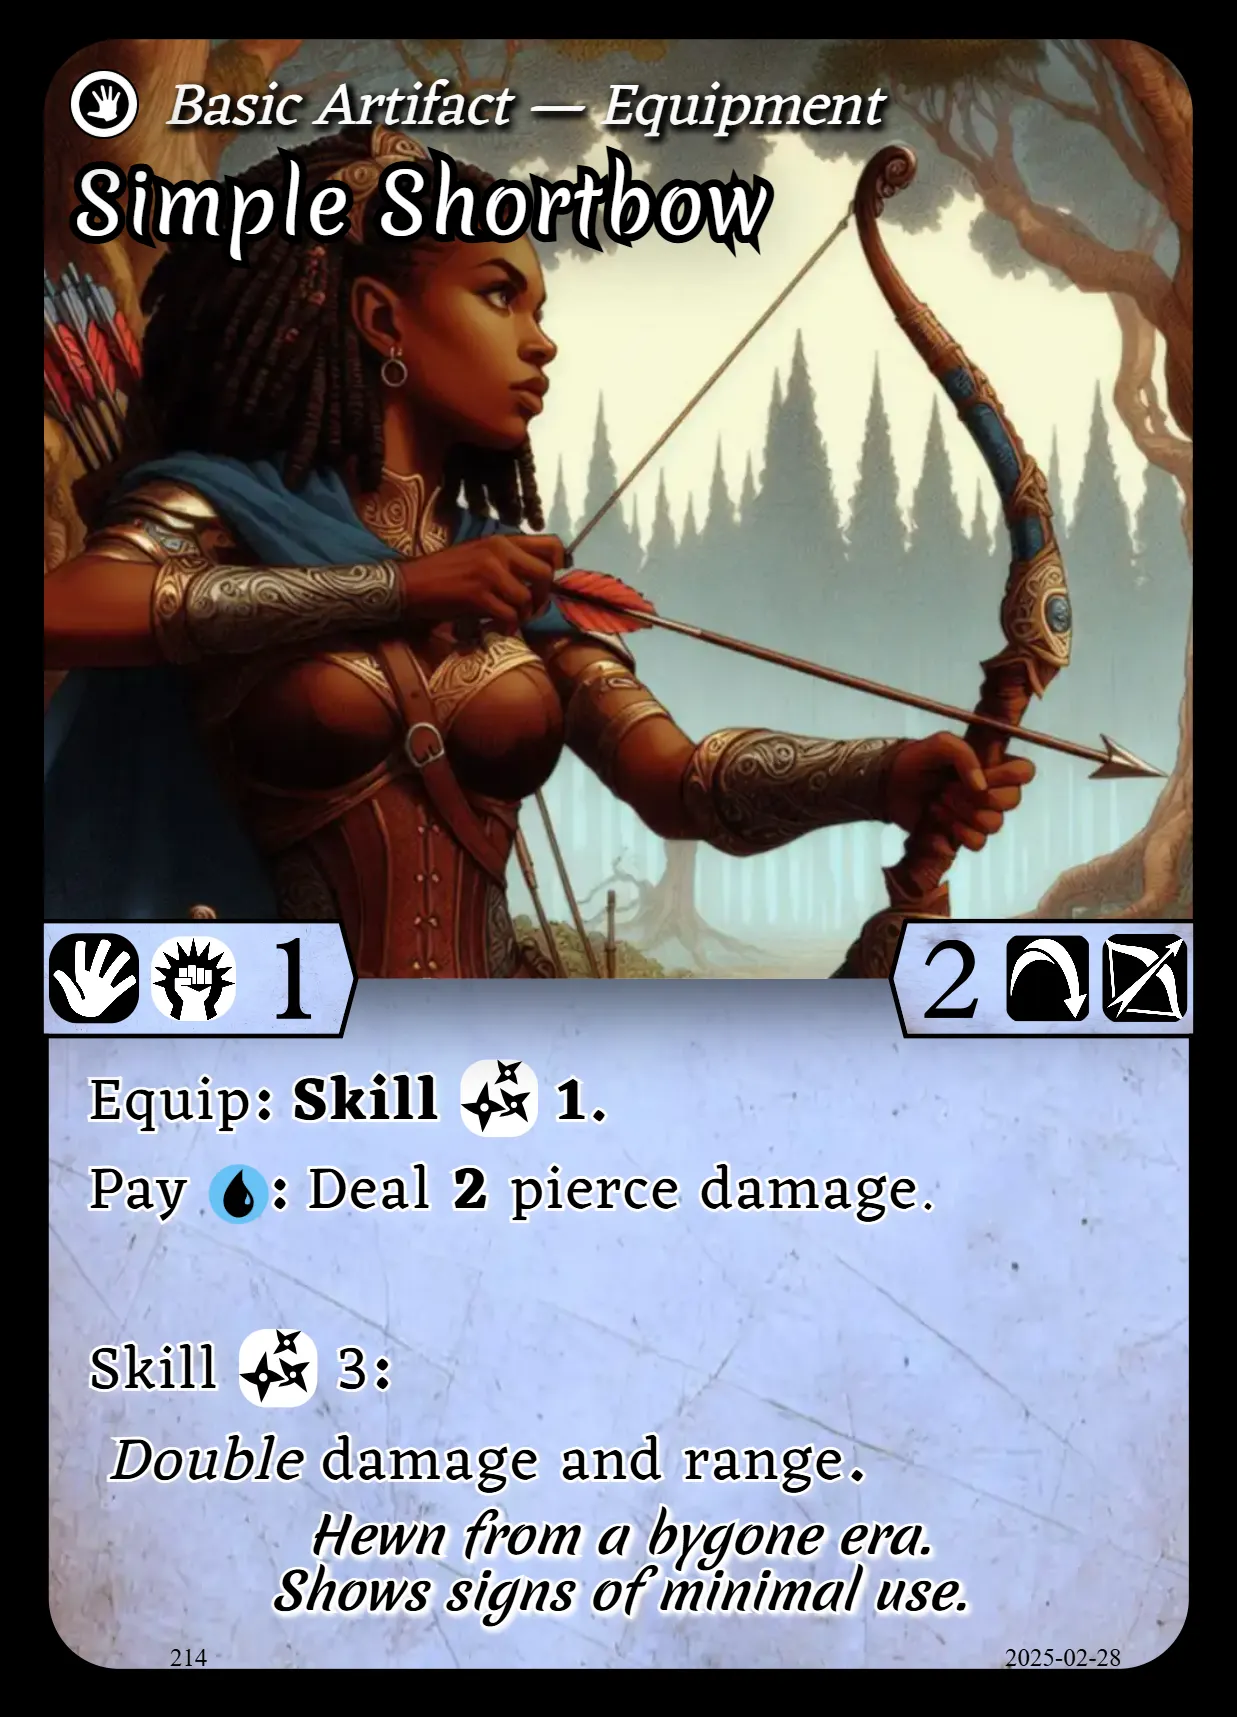 Basic Artifact — Equipment
Simple Shortbow
1
2
Equip: Skill 1.
Pay : Deal 2 pierce damage.
Skill 3:
Double damage and range.
Hewn from a bygone era.
Shows signs of minimal use.
214
2025-02-28